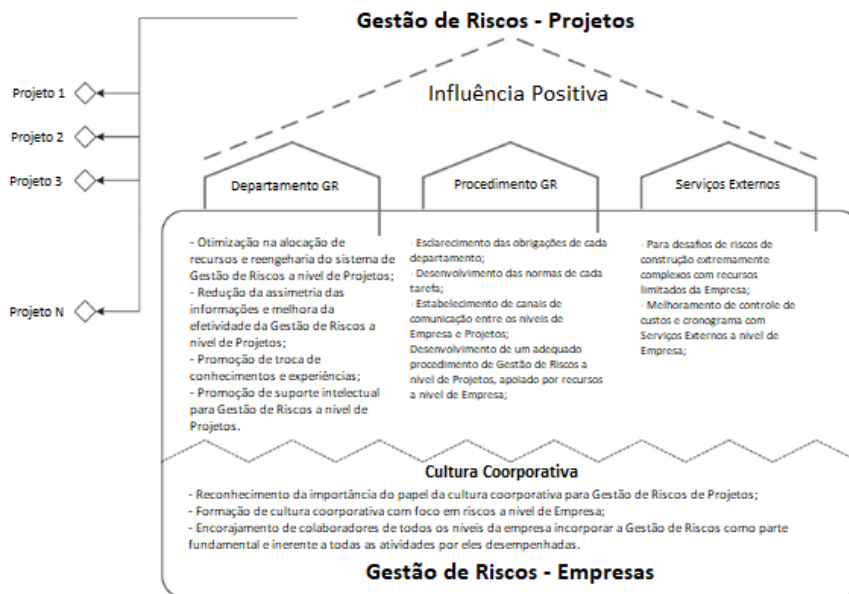 Gestão de Riscos - Projetos
Influência Positiva
Projeto 1
Projeto 2
Projeto 3
Projeto N
Departamento GR
Procedimento GR
Serviços Externos
- Otimização na alocação de
recursos e reengeharia do sistema de
Gestão de Riscos a nível de Projetos;
- Redução da assimetria das
informações e melhora da
efetividade da Gestão de Riscos a
nível de Projetos;
- Promoção de troca de
conhecimentos e experiências;
- Promoção de suporte intelectual
para Gestão de Riscos a nível de
Projetos.
· Esclarecimento das obrigações de cada
departamento;
· Desenvolvimento das normas de cada
tarefa;
· Estabelecimento de canais de
comunicação entre os níveis de
Empresa e Projetos;
Desenvolvimento de um adequado
procedimento de Gestão de Riscos a
nível de Projetos, apoiado por recursos
a nível de Empresa;
· Para desafios de riscos de
construção extremamente
complexos com recursos
limitados da Empresa;
· Melhoramento de controle de
custos e cronograma com
Serviços Externos a nível de
Empresa;
Cultura Coorporativa
- Reconhecimento da importância do papel da cultura coorporativa para Gestão de Riscos de Projetos;
- Formação de cultura coorporativa com foco em riscos a nível de Empresa;
- Encorajamento de colaboradores de todos os níveis da empresa incorporar a Gestão de Riscos como parte
fundamental e inerente a todas as atividades por eles desempenhadas.
Gestão de Riscos - Empresas